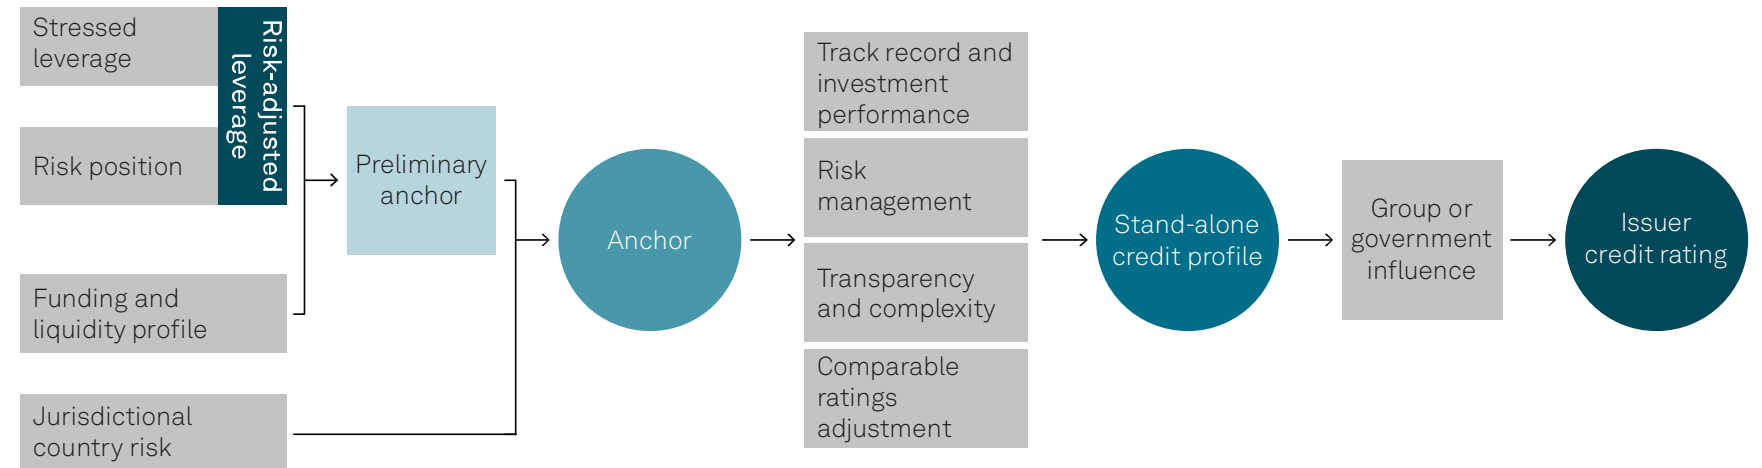 Stressed
leverage
Risk-adjusted
leverage
Risk position
Funding and
liquidity profile
Jurisdictional
country risk
Preliminary
anchor
Anchor
Track record and
investment
performance
Risk
management
Transparency
and complexity
Comparable
ratings
adjustment
Stand-alone
credit profile
Group or
government
influence
Issuer
credit rating